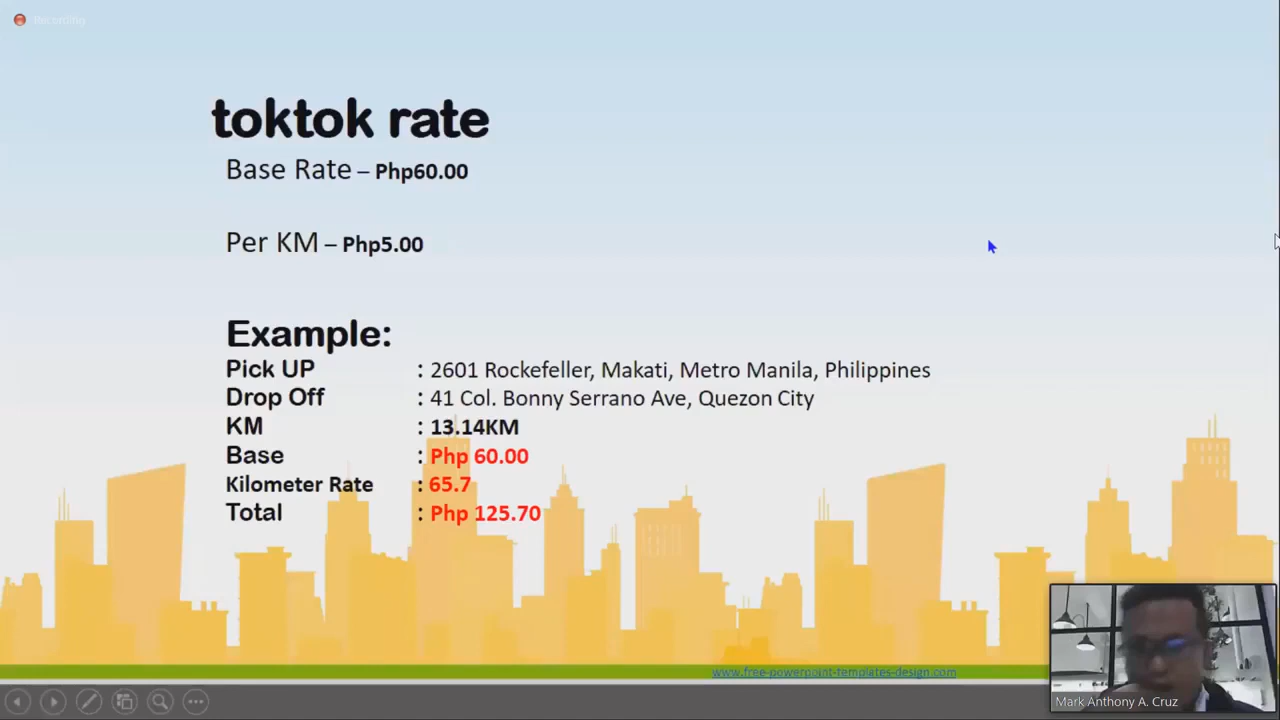 Recording
toktok rate
Base Rate – Php60.00
Per KM – Php5.00
Example:
Pick UP : 2601 Rockefeller, Makati, Metro Manila, Philippines
Drop Off : 41 Col. Bonny Serrano Ave, Quezon City
KM : 13.14KM
Base : Php 60.00
Kilometer Rate : 65.7
Total : Php 125.70
www.free-powerpoint-templates-design.com
Mark Anthony A. Cruz